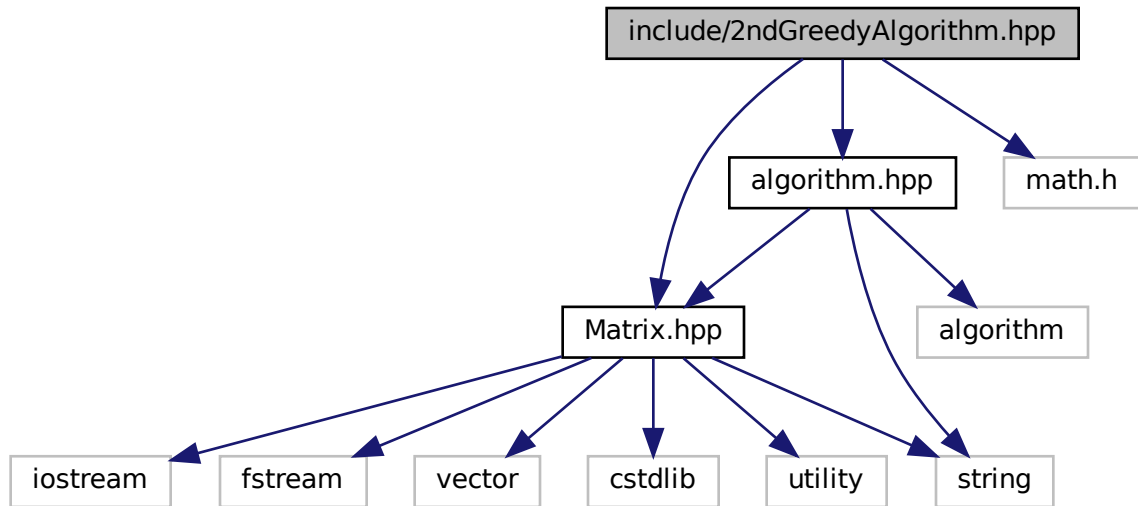 include/2ndGreedyAlgorithm.hpp
algorithm.hpp
math.h
Matrix.hpp
algorithm
iostream
fstream
vector
cstdlib
utility
string